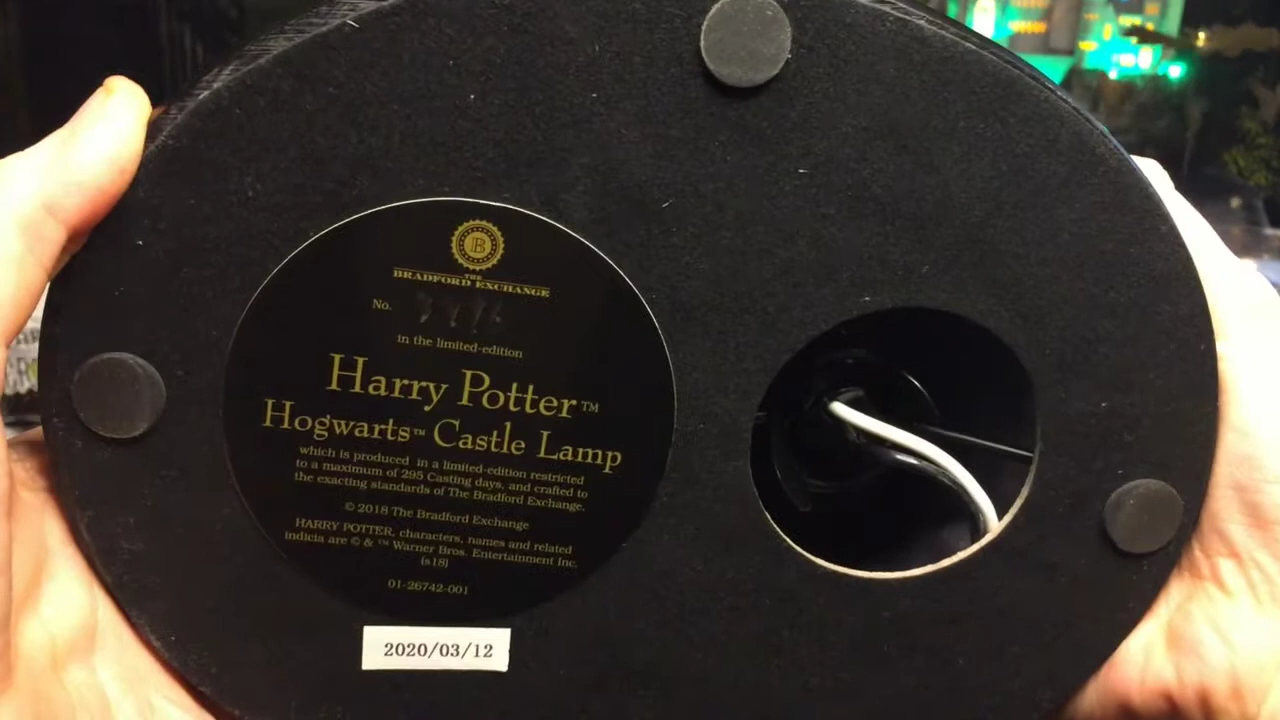 B
THE
BRADFORD EXCHANGE
No.
in the limited-edition
Harry Potter™
Hogwarts™ Castle Lamp
which is produced in a limited-edition restricted
to a maximum of 295 Casting days, and crafted to
the exacting standards of The Bradford Exchange.
© 2018 The Bradford Exchange
HARRY POTTER, characters, names and related
indicia are © & ™ Warner Bros. Entertainment Inc.
(s18)
01-26742-001
2020/03/12